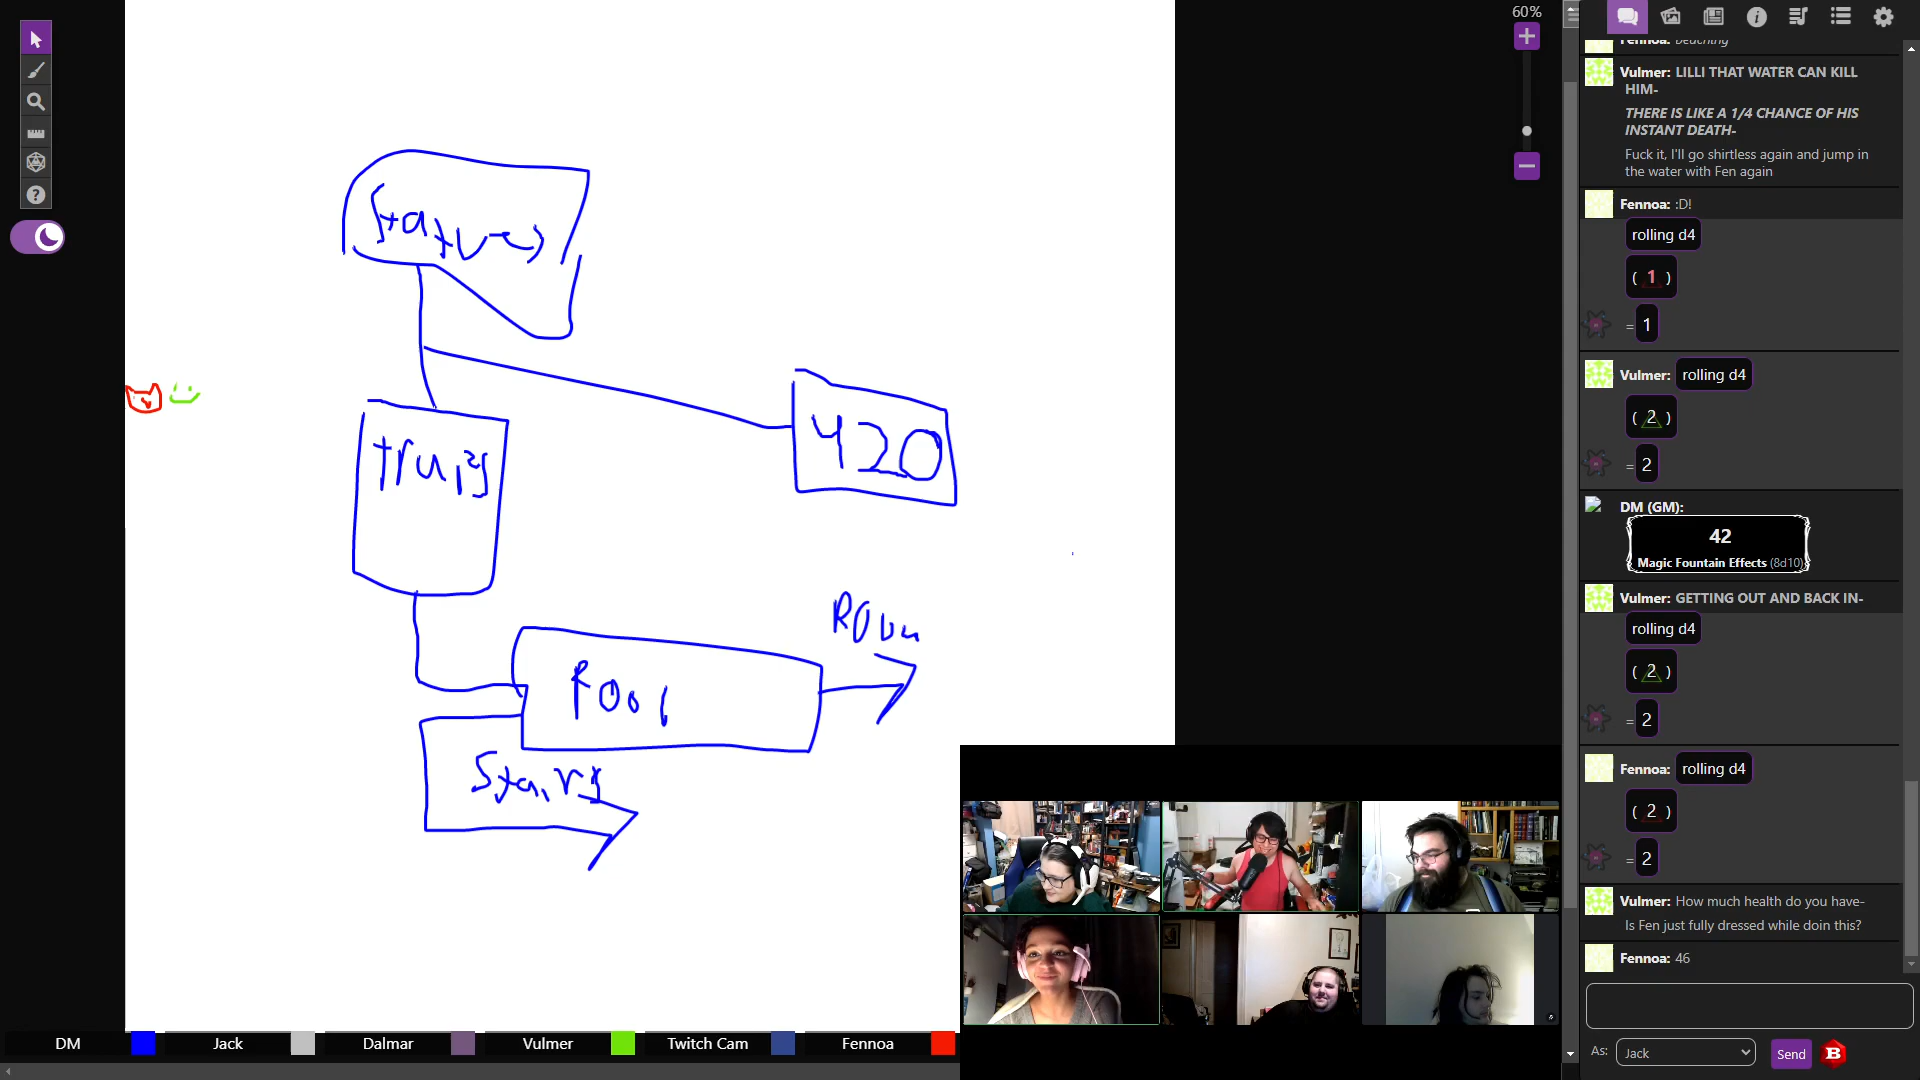 60%
Statues
420
Room
Pool
Stairs
Fennoa: Deathing
Vulmer: LILLI THAT WATER CAN KILL
HIM-
THERE IS LIKE A 1/4 CHANCE OF HIS
INSTANT DEATH-
Fuck it, I'll go shirtless again and jump in
the water with Fen again
Fennoa: :D!
rolling d4
( 1 )
= 1
Vulmer: rolling d4
( 2 )
= 2
DM (GM):
42
Magic Fountain Effects (8d10)
Vulmer: GETTING OUT AND BACK IN-
rolling d4
( 2 )
= 2
Fennoa: rolling d4
( 2 )
= 2
Vulmer: How much health do you have-
Is Fen just fully dressed while doin this?
Fennoa: 46
As: Jack Send B
DM Jack Dalmar Vulmer Twitch Cam Fennoa